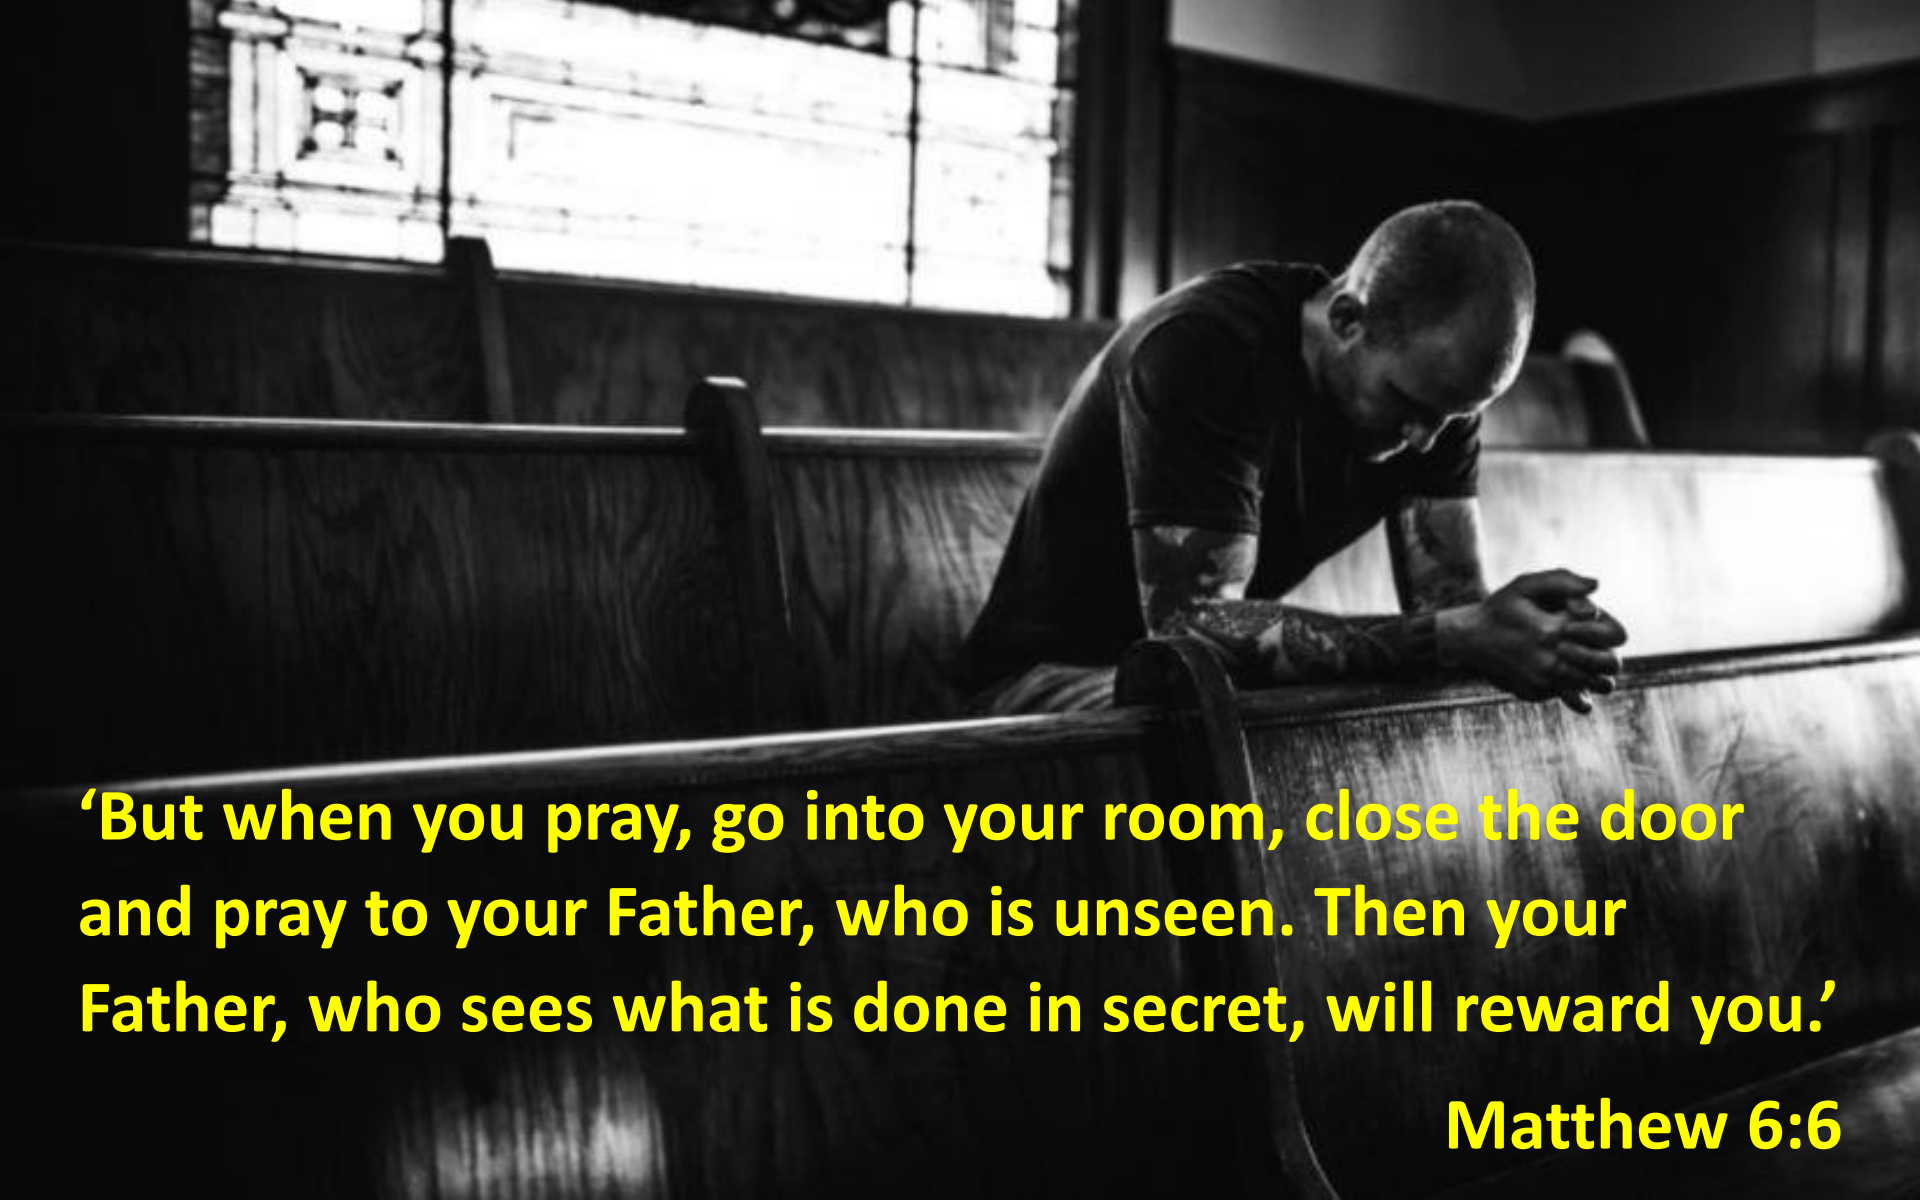 ‘But when you pray, go into your room, close the door
and pray to your Father, who is unseen. Then your
Father, who sees what is done in secret, will reward you.’
Matthew 6:6